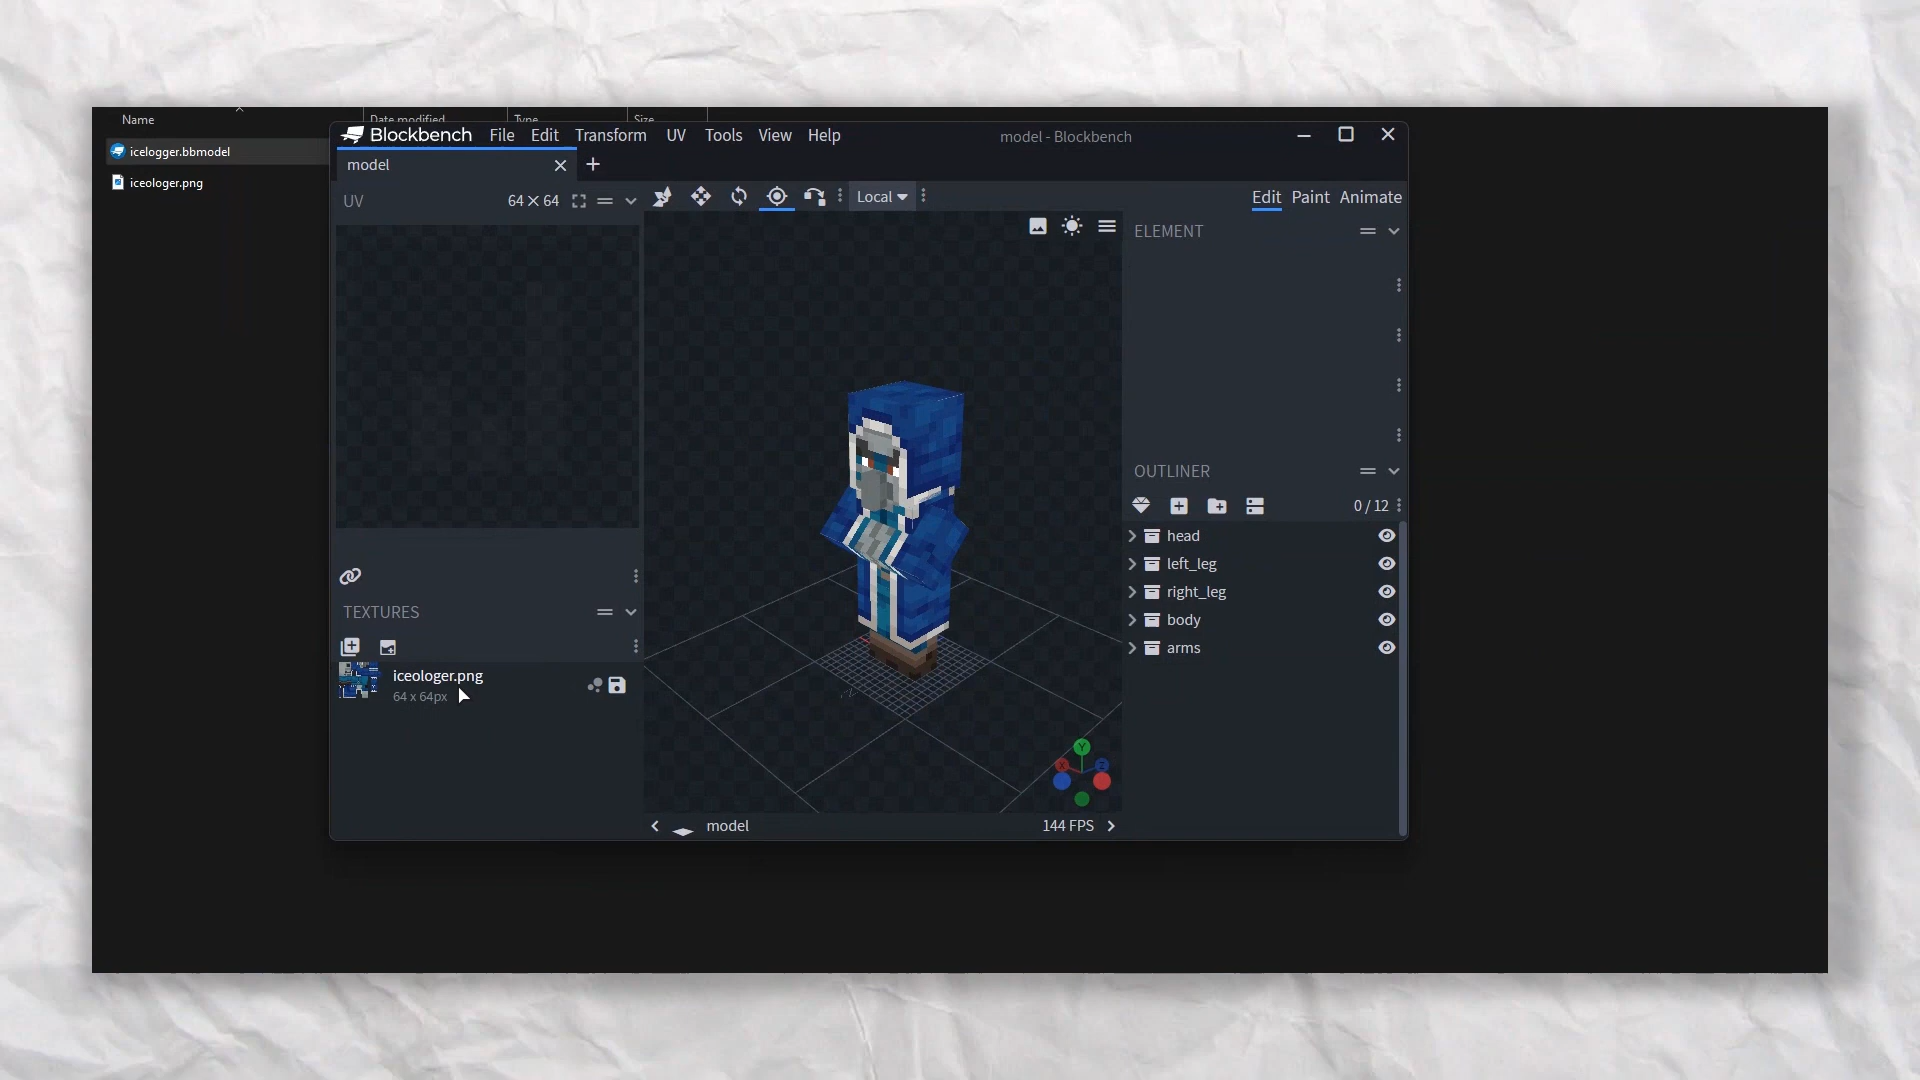 Name
Date modified
Type
Size
icelogger.bbmodel
iceologer.png
Blockbench
File Edit Transform UV Tools View Help
model - Blockbench
model
UV
64 × 64
Local
Edit Paint Animate
ELEMENT
OUTLINER
0 / 12
head
left_leg
right_leg
body
arms
TEXTURES
iceologer.png
64 x 64px
Y
X
Z
model
144 FPS